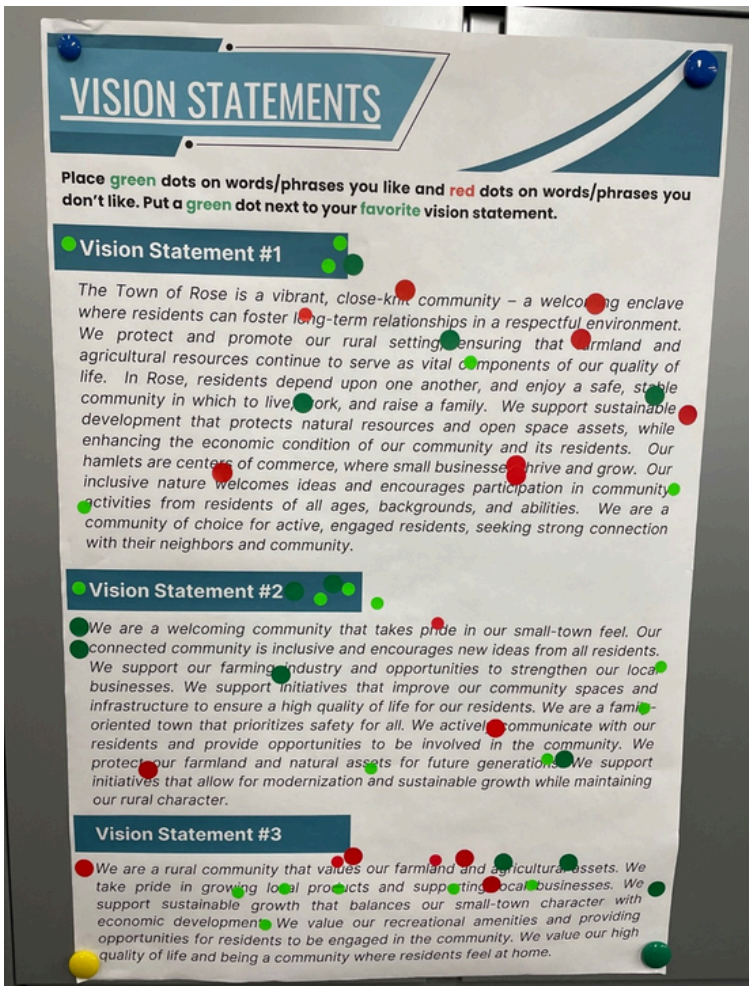 VISION STATEMENTS
Place green dots on words/phrases you like and red dots on words/phrases you
don't like. Put a green dot next to your favorite vision statement.
Vision Statement #1
The Town of Rose is a vibrant, close-knit community – a welcoming enclave
where residents can foster long-term relationships in a respectful environment.
We protect and promote our rural setting, ensuring that farmland and
agricultural resources continue to serve as vital components of our quality of
life. In Rose, residents depend upon one another, and enjoy a safe, stable
community in which to live, work, and raise a family. We support sustainable
development that protects natural resources and open space assets, while
enhancing the economic condition of our community and its residents. Our
hamlets are centers of commerce, where small businesses thrive and grow. Our
inclusive nature welcomes ideas and encourages participation in community
activities from residents of all ages, backgrounds, and abilities. We are a
community of choice for active, engaged residents, seeking strong connection
with their neighbors and community.
Vision Statement #2
We are a welcoming community that takes pride in our small-town feel. Our
connected community is inclusive and encourages new ideas from all residents.
We support our farming industry and opportunities to strengthen our local
businesses. We support initiatives that improve our community spaces and
infrastructure to ensure a high quality of life for our residents. We are a family-
oriented town that prioritizes safety for all. We actively communicate with our
residents and provide opportunities to be involved in the community. We
protect our farmland and natural assets for future generations. We support
initiatives that allow for modernization and sustainable growth while maintaining
our rural character.
Vision Statement #3
We are a rural community that values our farmland and agricultural assets. We
take pride in growing local products and supporting local businesses. We
support sustainable growth that balances our small-town character with
economic development. We value our recreational amenities and providing
opportunities for residents to be engaged in the community. We value our high
quality of life and being a community where residents feel at home.